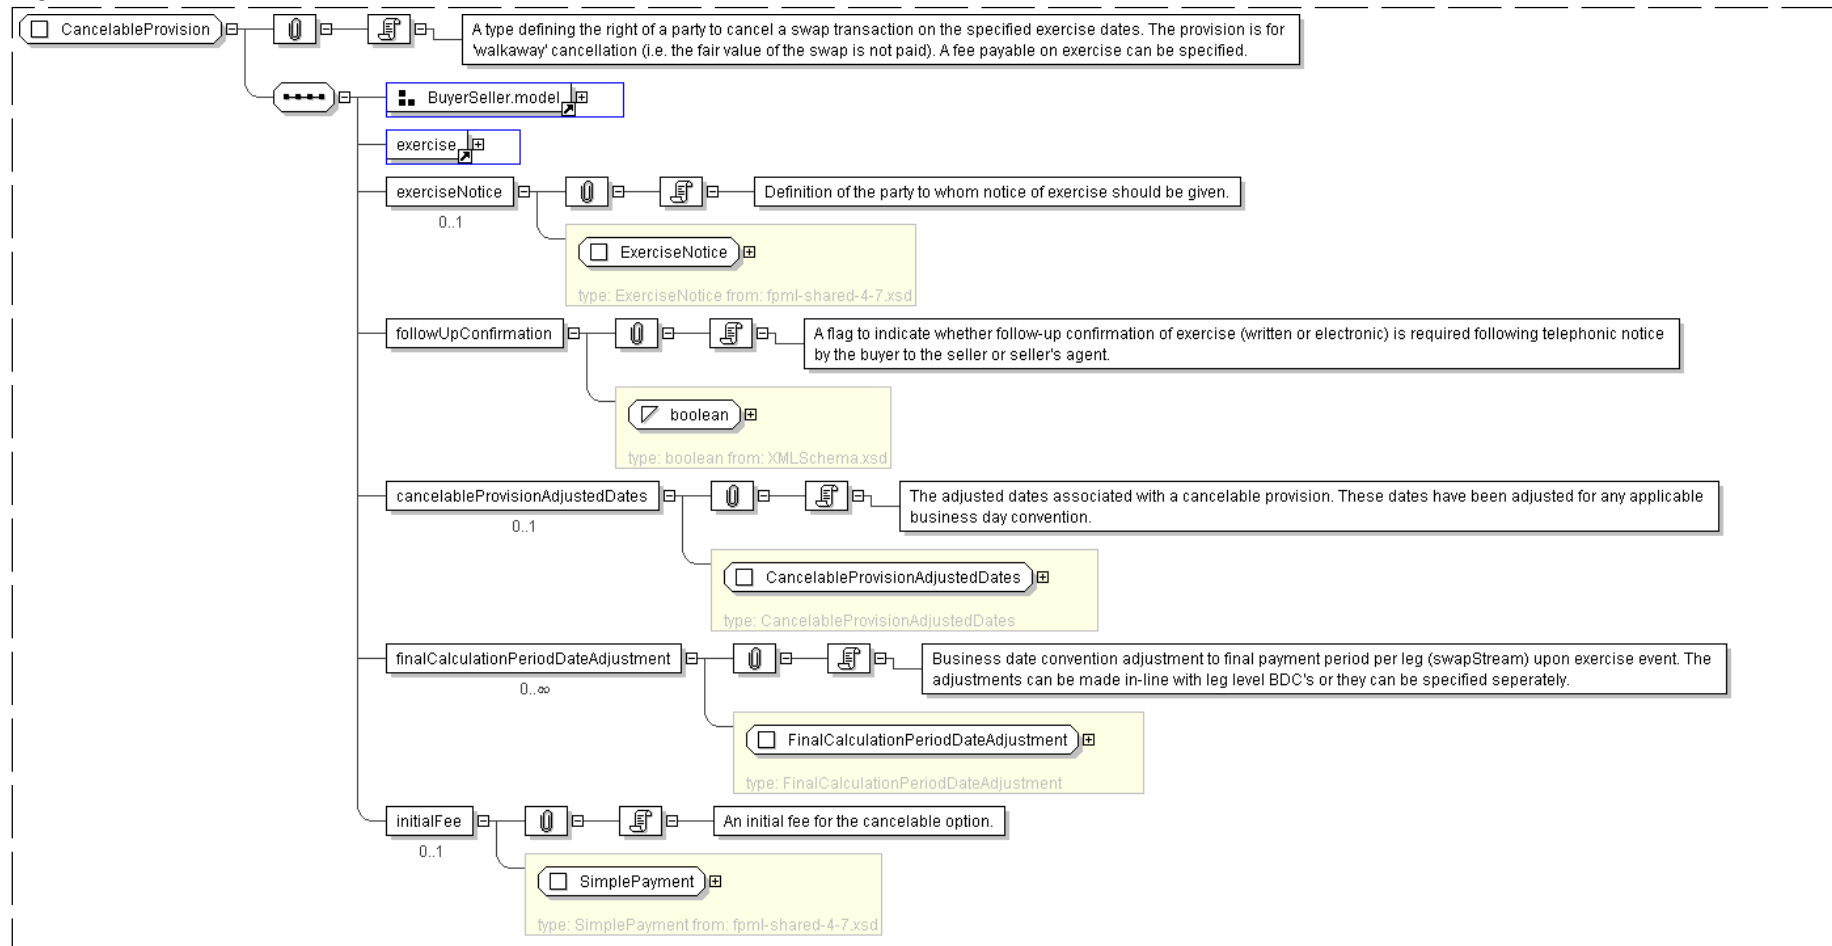 CancelableProvision
A type defining the right of a party to cancel a swap transaction on the specified exercise dates. The provision is for
'walkaway' cancellation (i.e. the fair value of the swap is not paid). A fee payable on exercise can be specified.
BuyerSeller.model
exercise
exerciseNotice
0..1
Definition of the party to whom notice of exercise should be given.
ExerciseNotice
type: ExerciseNotice from: fpml-shared-4-7.xsd
followUpConfirmation
A flag to indicate whether follow-up confirmation of exercise (written or electronic) is required following telephonic notice
by the buyer to the seller or seller's agent.
boolean
type: boolean from: XMLSchema.xsd
cancelableProvisionAdjustedDates
0..1
The adjusted dates associated with a cancelable provision. These dates have been adjusted for any applicable
business day convention.
CancelableProvisionAdjustedDates
type: CancelableProvisionAdjustedDates
finalCalculationPeriodDateAdjustment
0..∞
Business date convention adjustment to final payment period per leg (swapStream) upon exercise event. The
adjustments can be made in-line with leg level BDC's or they can be specified seperately.
FinalCalculationPeriodDateAdjustment
type: FinalCalculationPeriodDateAdjustment
initialFee
0..1
An initial fee for the cancelable option.
SimplePayment
type: SimplePayment from: fpml-shared-4-7.xsd